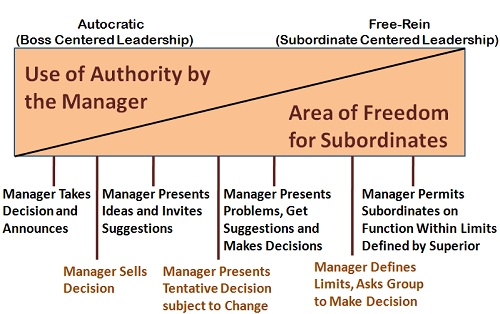 Autocratic
(Boss Centered Leadership)
Free-Rein
(Subordinate Centered Leadership)
Use of Authority by
the Manager
Area of Freedom
for Subordinates
Manager Takes
Decision and
Announces
Manager Presents
Ideas and Invites
Suggestions
Manager Presents
Problems, Get
Suggestions and
Makes Decisions
Manager Permits
Subordinates on
Function Within Limits
Defined by Superior
Manager Sells
Decision
Manager Presents
Tentative Decision
subject to Change
Manager Defines
Limits, Asks Group
to Make Decision